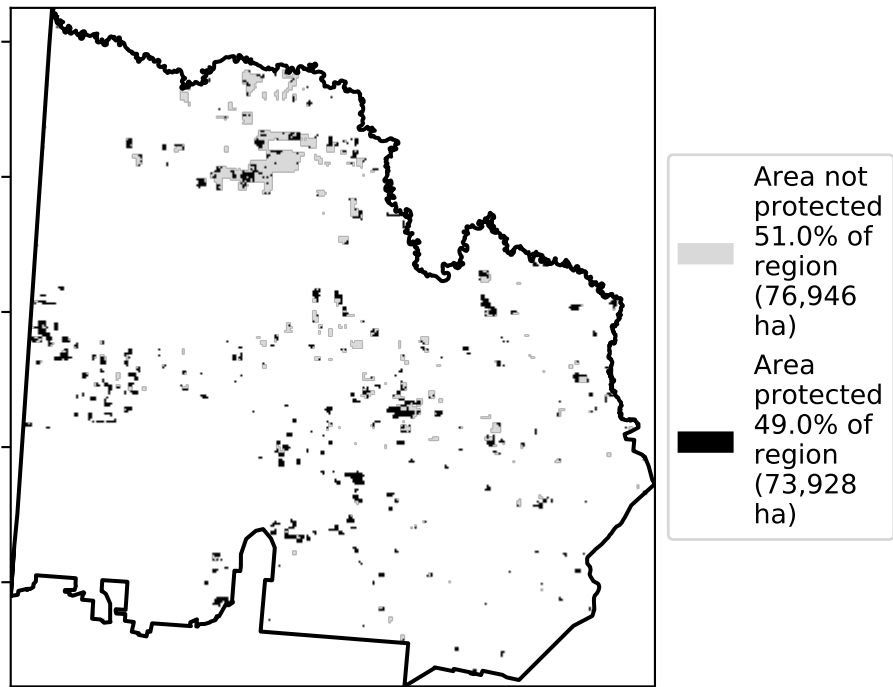 Area not
protected
51.0% of
region
(76,946
ha)
Area
protected
49.0% of
region
(73,928
ha)